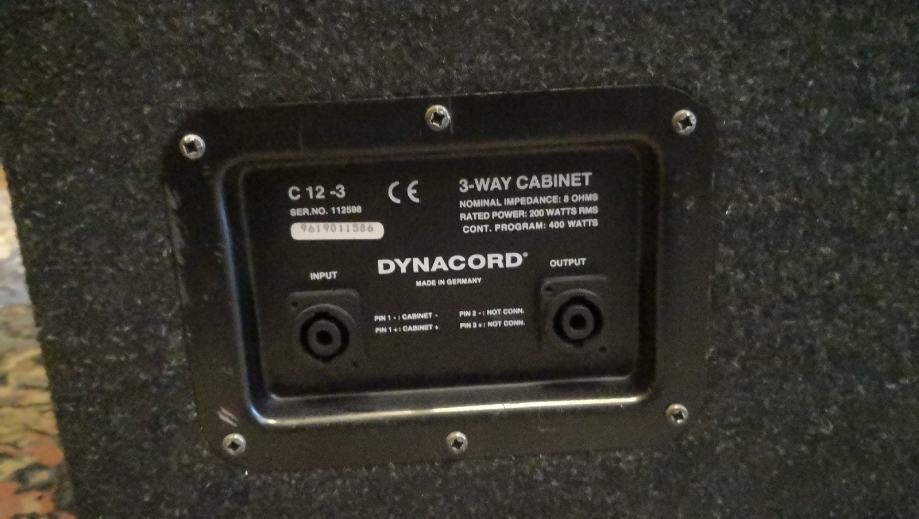 C 12 -3
CE
SER.NO. 112598
9619011586
3-WAY CABINET
NOMINAL IMPEDANCE: 8 OHMS
RATED POWER: 200 WATTS RMS
CONT. PROGRAM: 400 WATTS
DYNACORD®
MADE IN GERMANY
INPUT
OUTPUT
PIN 1 - : CABINET -
PIN 1 + : CABINET +
PIN 2 - : NOT CONN.
PIN 2 + : NOT CONN.